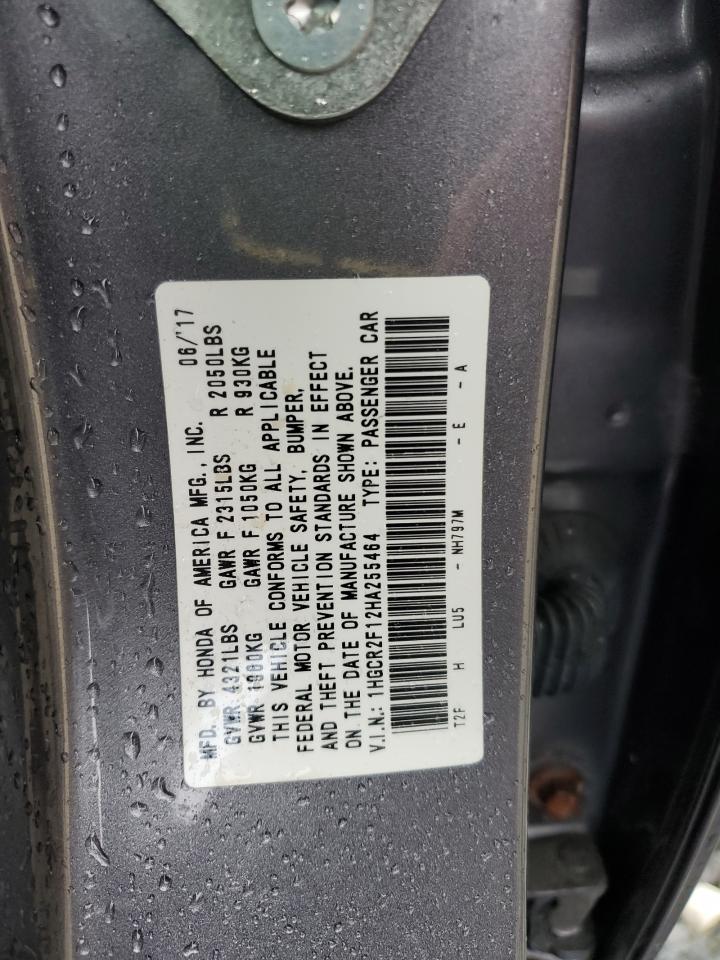 MFD. BY HONDA OF AMERICA MFG., INC. 06/'17
GVWR 4321LBS GAWR F 2315LBS R 2050LBS
GVWR 1960KG GAWR F 1050KG R 930KG
THIS VEHICLE CONFORMS TO ALL APPLICABLE
FEDERAL MOTOR VEHICLE SAFETY, BUMPER,
AND THEFT PREVENTION STANDARDS IN EFFECT
ON THE DATE OF MANUFACTURE SHOWN ABOVE.
V.I.N.: 1HGCR2F12HA255464 TYPE: PASSENGER CAR
T2F H LU5 - NH797M - E - A